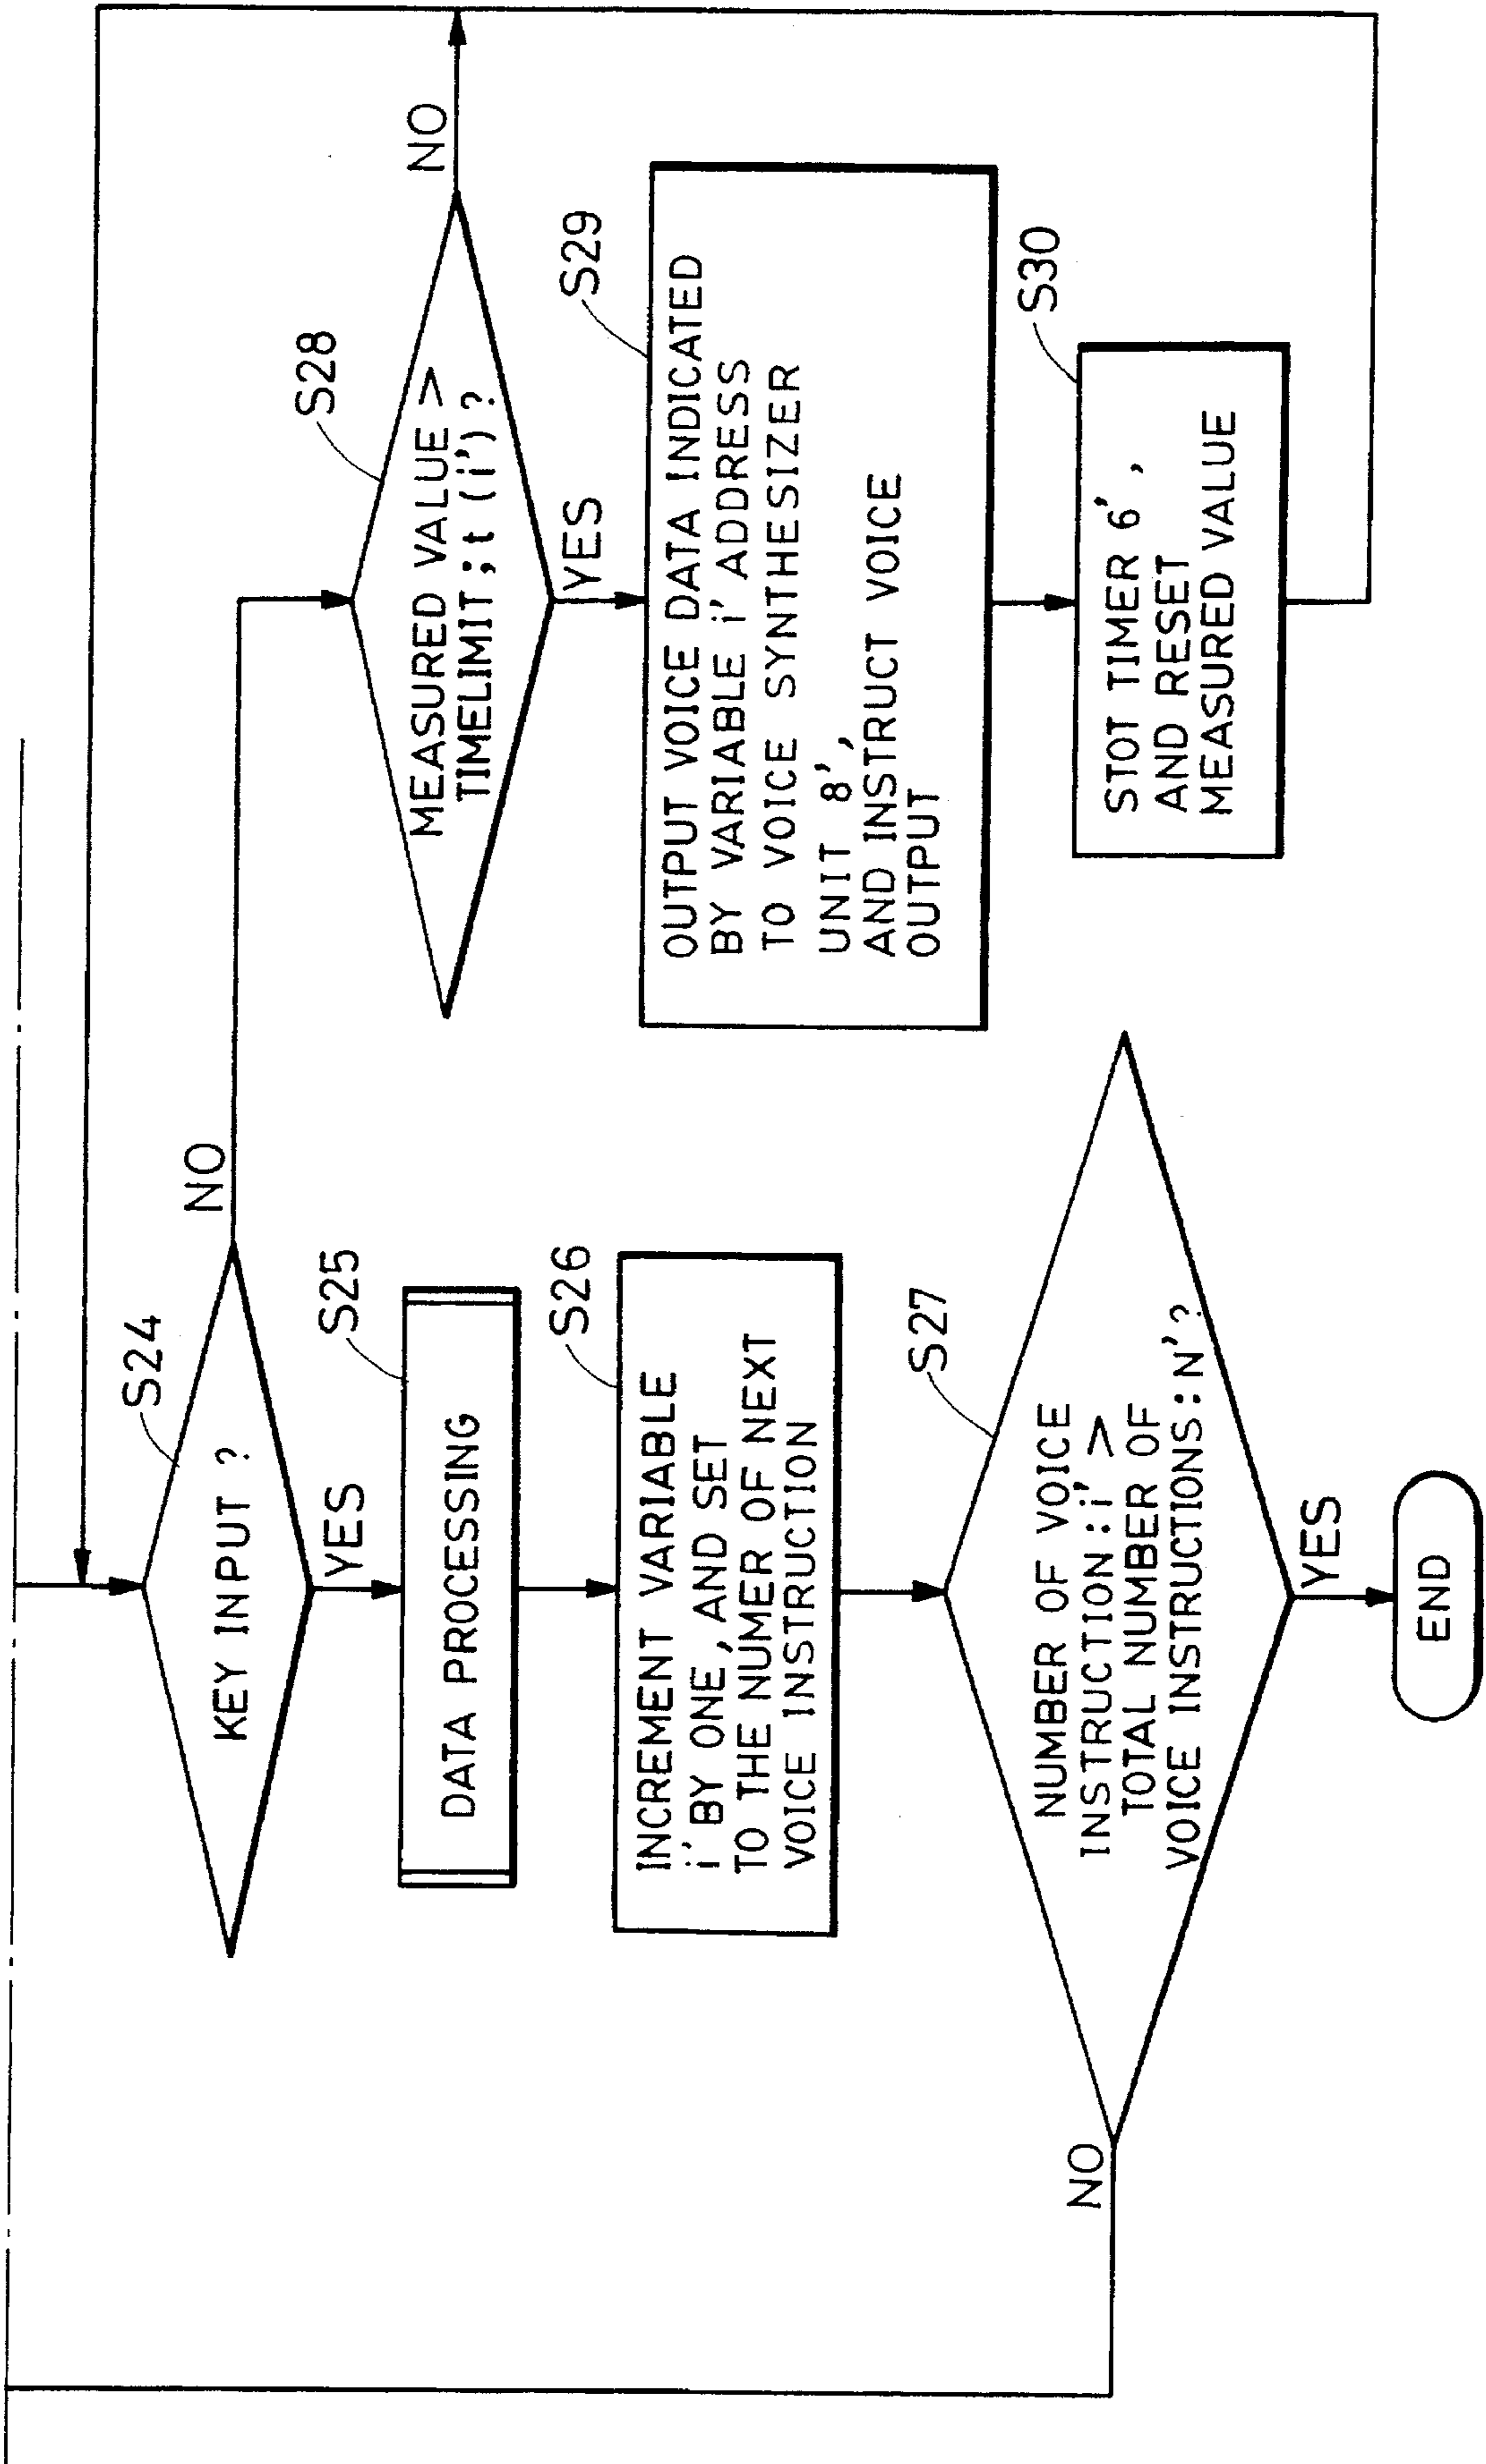 S24
KEY INPUT ?
NO
YES
S25
DATA PROCESSING
S26
INCREMENT VARIABLE
i' BY ONE, AND SET
TO THE NUMER OF NEXT
VOICE INSTRUCTION
S27
NUMBER OF VOICE
INSTRUCTION : i' >
TOTAL NUMBER OF
VOICE INSTRUCTIONS : N' ?
NO
YES
END
S28
MEASURED VALUE >
TIMELIMIT ; t (i') ?
NO
YES
S29
OUTPUT VOICE DATA INDICATED
BY VARIABLE i' ADDRESS
TO VOICE SYNTHESIZER
UNIT 8',
AND INSTRUCT VOICE
OUTPUT
S30
STOT TIMER 6',
AND RESET
MEASURED VALUE